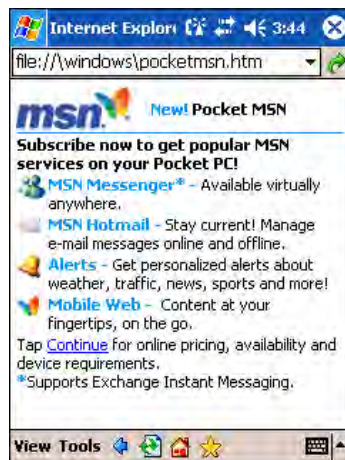 Internet Explor 3:44
file://\windows\pocketmsn.htm
msn New! Pocket MSN
Subscribe now to get popular MSN
services on your Pocket PC!
MSN Messenger* - Available virtually
anywhere.
MSN Hotmail - Stay current! Manage
e-mail messages online and offline.
Alerts - Get personalized alerts about
weather, traffic, news, sports and more!
Mobile Web - Content at your
fingertips, on the go.
Tap Continue for online pricing, availability and
device requirements.
*Supports Exchange Instant Messaging.
View Tools